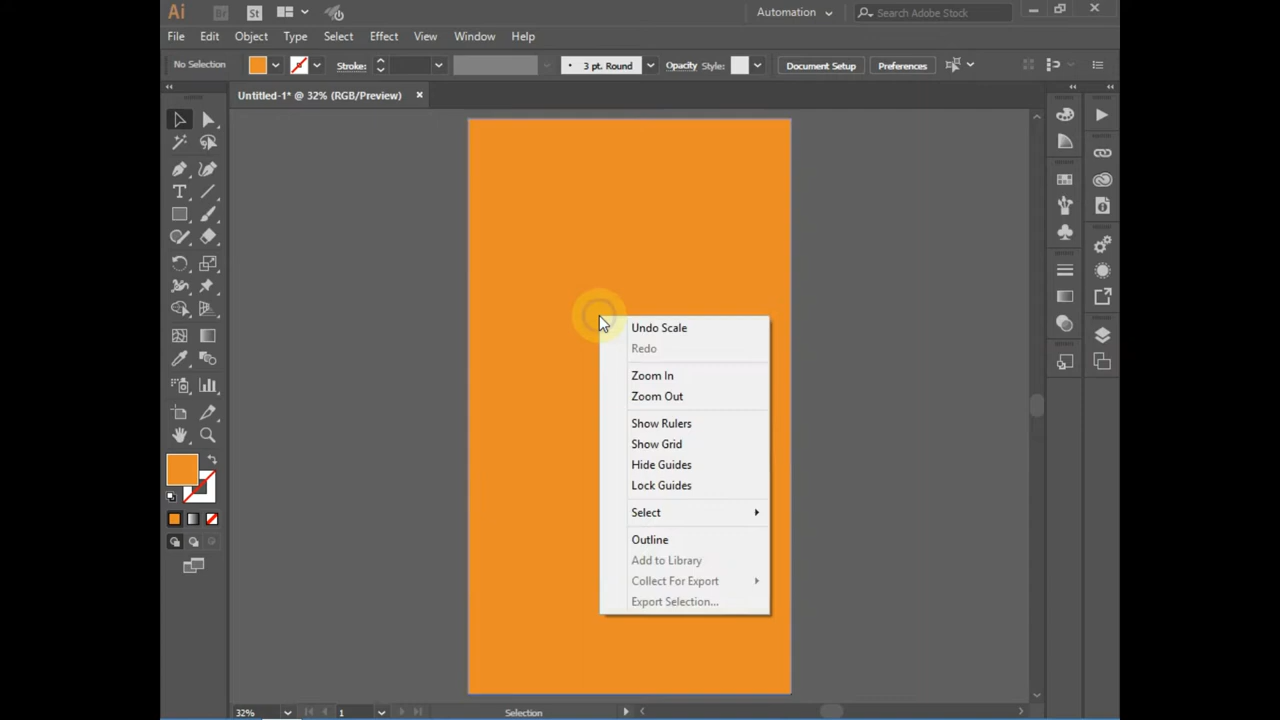 Ai Br St Automation Search Adobe Stock
File Edit Object Type Select Effect View Window Help
No Selection Stroke: 3 pt. Round Opacity Style: Document Setup Preferences
Untitled-1* @ 32% (RGB/Preview)
Undo Scale
Redo
Zoom In
Zoom Out
Show Rulers
Show Grid
Hide Guides
Lock Guides
Select
Outline
Add to Library
Collect For Export
Export Selection...
32% 1 Selection